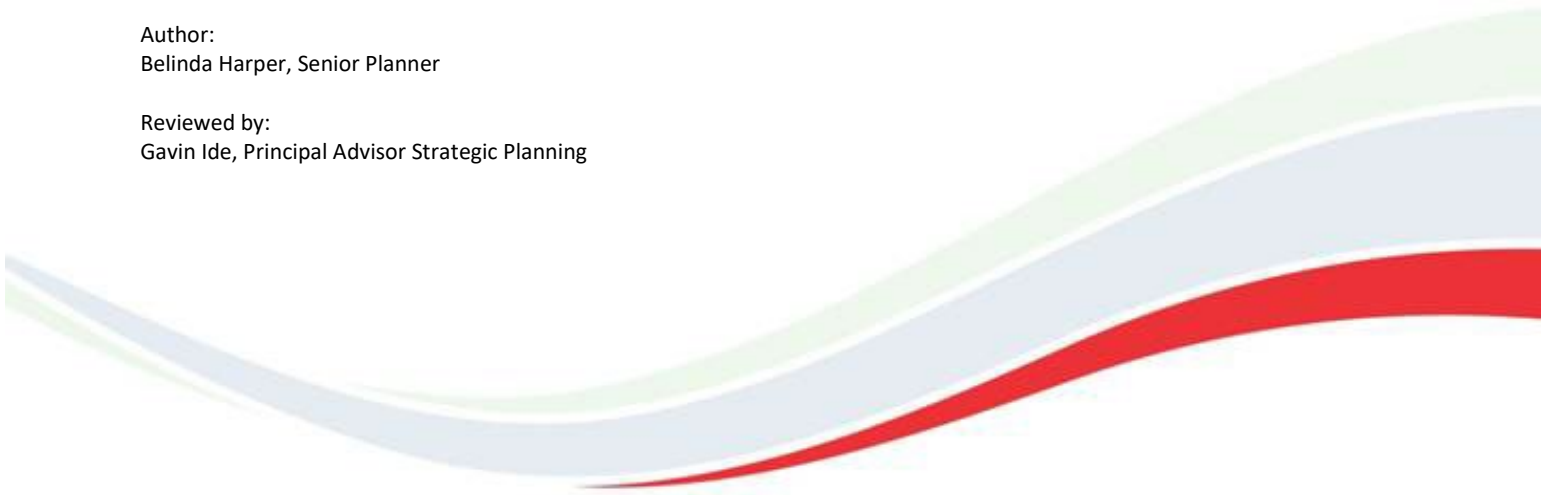 Author:
Belinda Harper, Senior Planner
Reviewed by:
Gavin Ide, Principal Advisor Strategic Planning